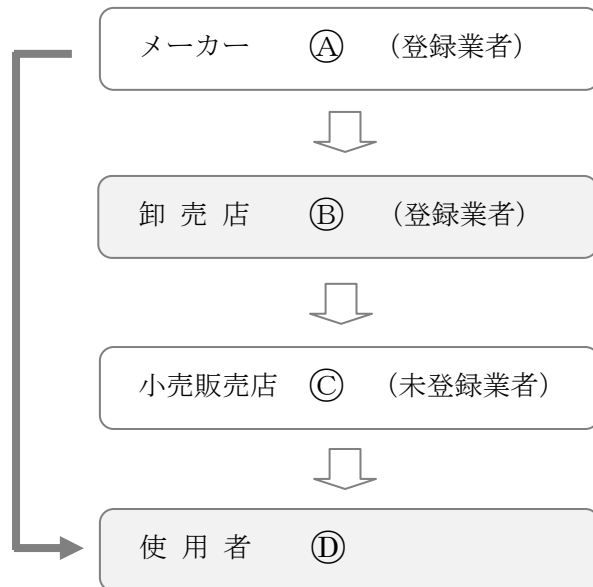 メーカー Ⓐ (登録業者)
卸 売 店 Ⓑ (登録業者)
小売販売店 Ⓒ (未登録業者)
使 用 者 Ⓓ